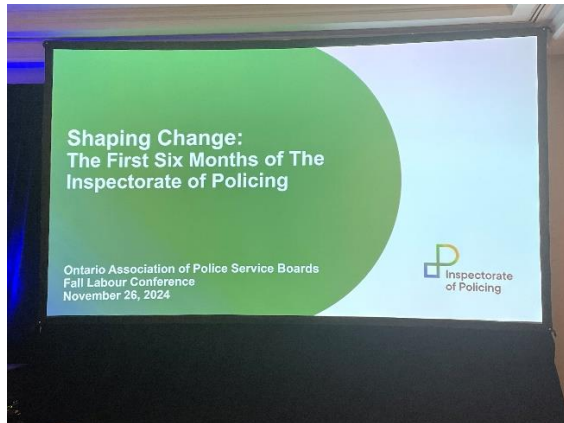 Shaping Change:
The First Six Months of The
Inspectorate of Policing
Ontario Association of Police Service Boards
Fall Labour Conference
November 26, 2024
Inspectorate
of Policing